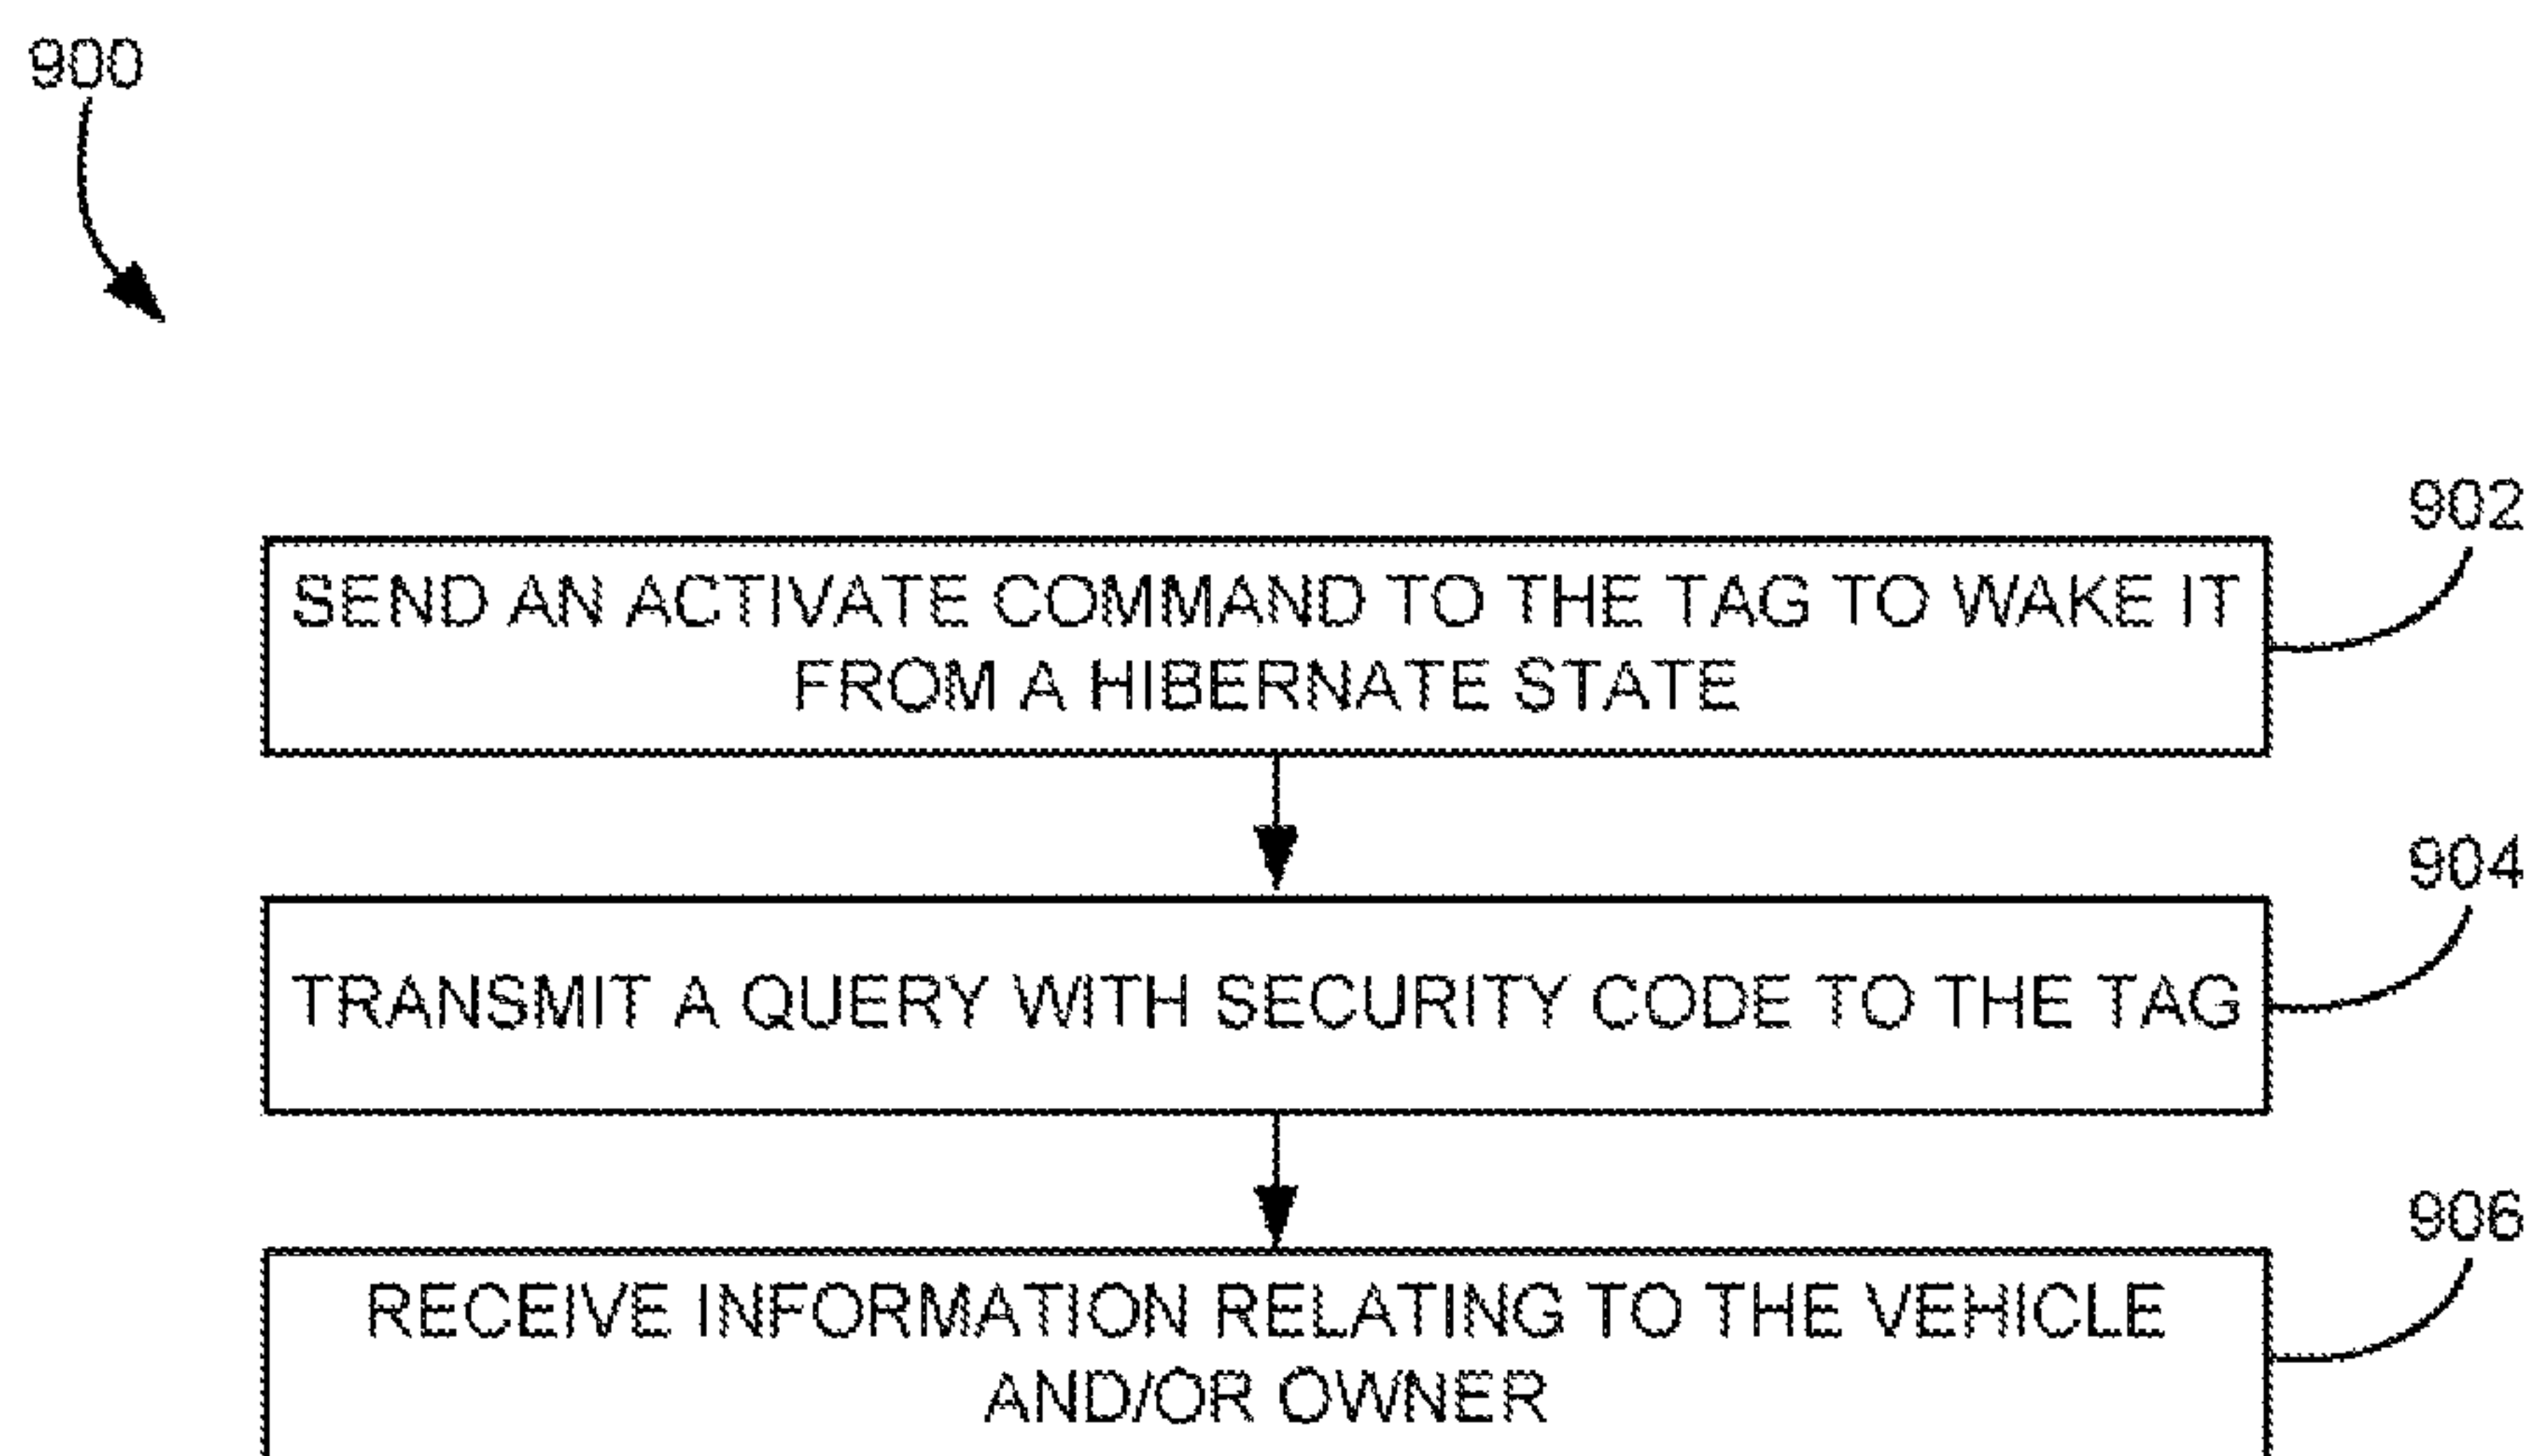 900
902
SEND AN ACTIVATE COMMAND TO THE TAG TO WAKE IT
FROM A HIBERNATE STATE
904
TRANSMIT A QUERY WITH SECURITY CODE TO THE TAG
906
RECEIVE INFORMATION RELATING TO THE VEHICLE
AND/OR OWNER